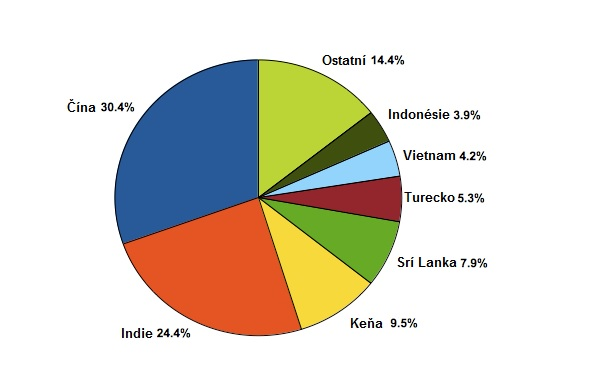 Ostatní 14.4%
Čína 30.4%
Indonésie 3.9%
Vietnam 4.2%
Turecko 5.3%
Srí Lanka 7.9%
Keňa 9.5%
Indie 24.4%